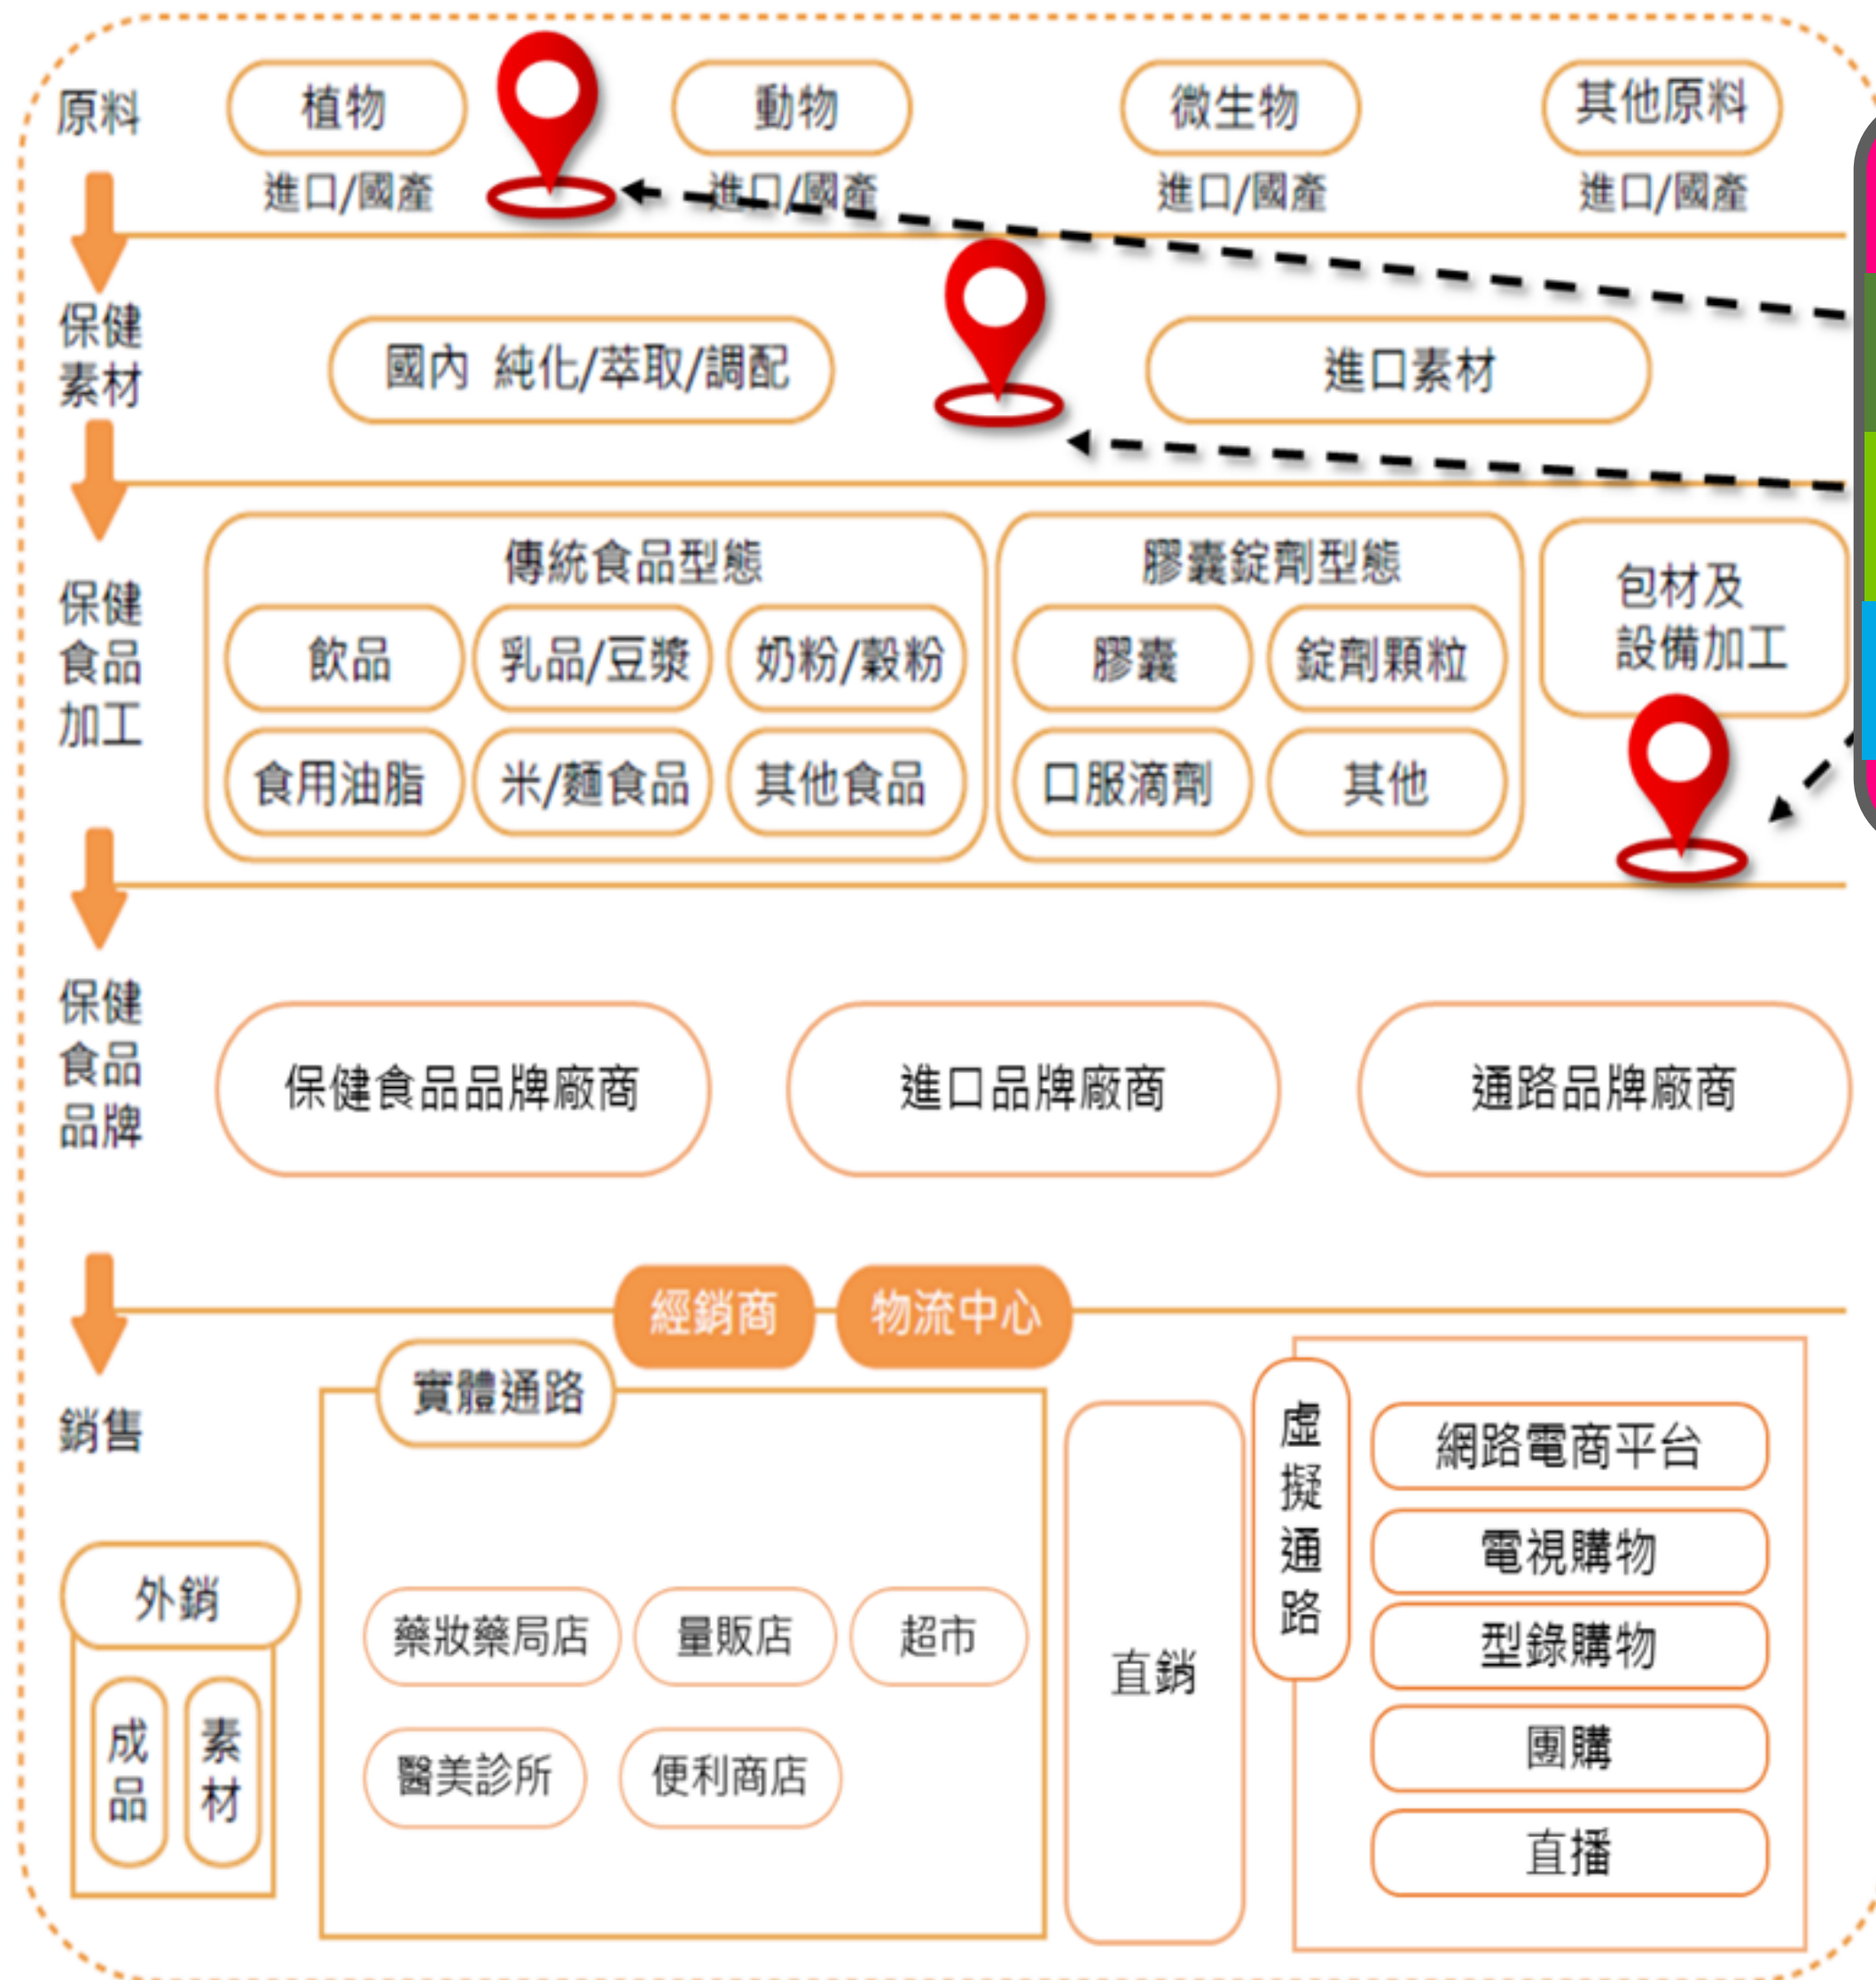 原料
植物
動物
微生物
其他原料
進口/國產
進口/國產
進口/國產
進口/國產
保健
素材
國內 純化/萃取/調配
進口素材
保健
食品
加工
傳統食品型態
飲品
乳品/豆漿
奶粉/穀粉
食用油脂
米/麵食品
其他食品
膠囊錠劑型態
膠囊
錠劑顆粒
口服滴劑
其他
包材及
設備加工
保健
食品
品牌
保健食品品牌廠商
進口品牌廠商
通路品牌廠商
經銷商
物流中心
銷售
外銷
成品
素材
實體通路
藥妝藥局店
量販店
超市
醫美診所
便利商店
直銷
虛擬通路
網路電商平台
電視購物
型錄購物
團購
直播